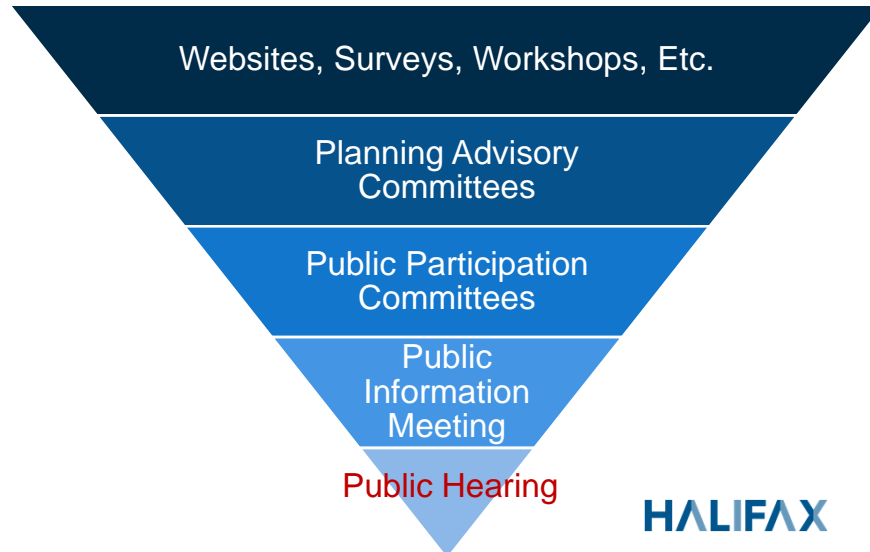 Websites, Surveys, Workshops, Etc.
Planning Advisory
Committees
Public Participation
Committees
Public
Information
Meeting
Public Hearing
HALIFAX